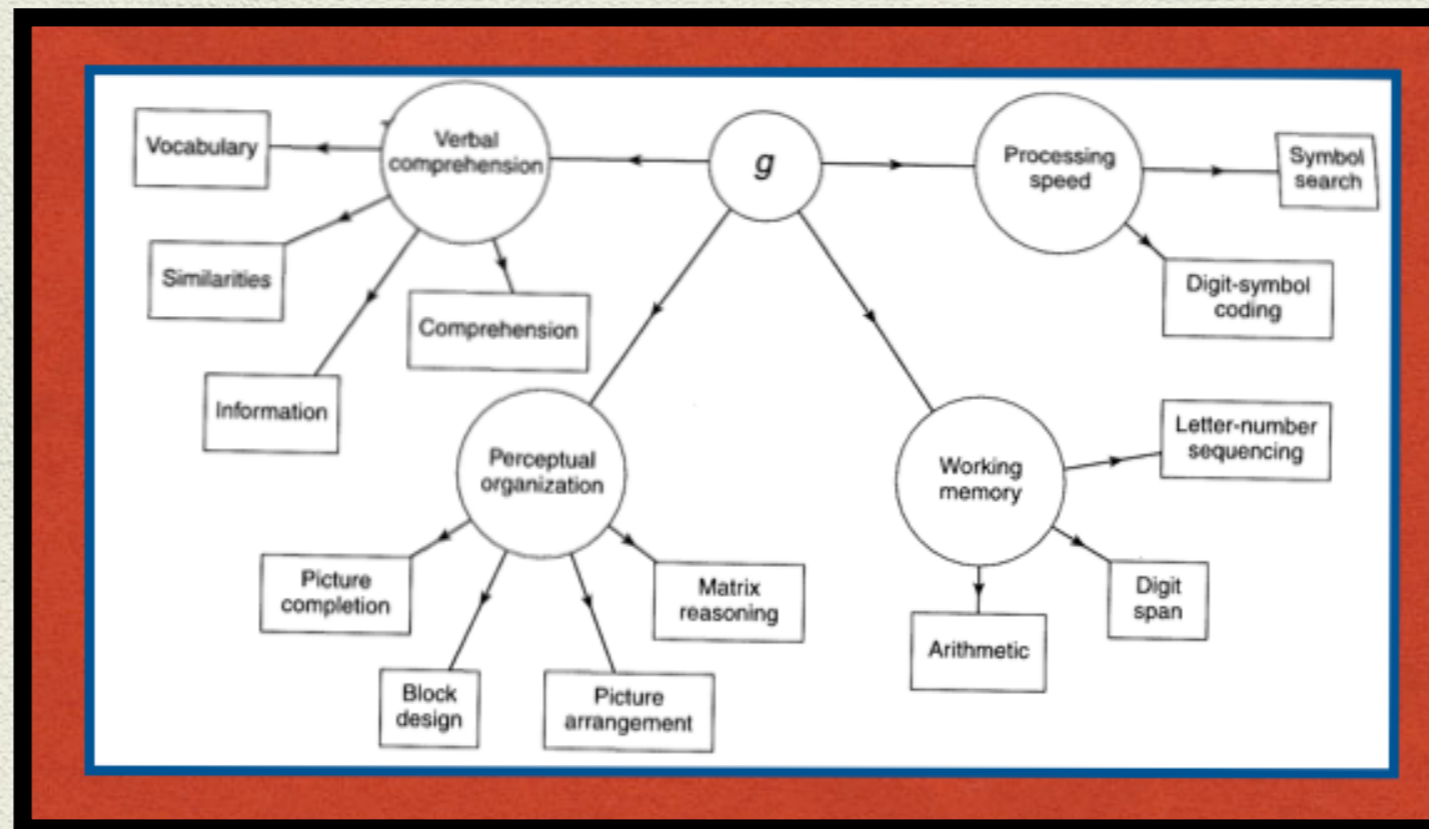 Vocabulary
Verbal
comprehension
g
Processing
speed
Symbol
search
Similarities
Digit-symbol
coding
Comprehension
Information
Letter-number
sequencing
Perceptual
organization
Working
memory
Picture
completion
Matrix
reasoning
Digit
span
Arithmetic
Block
design
Picture
arrangement